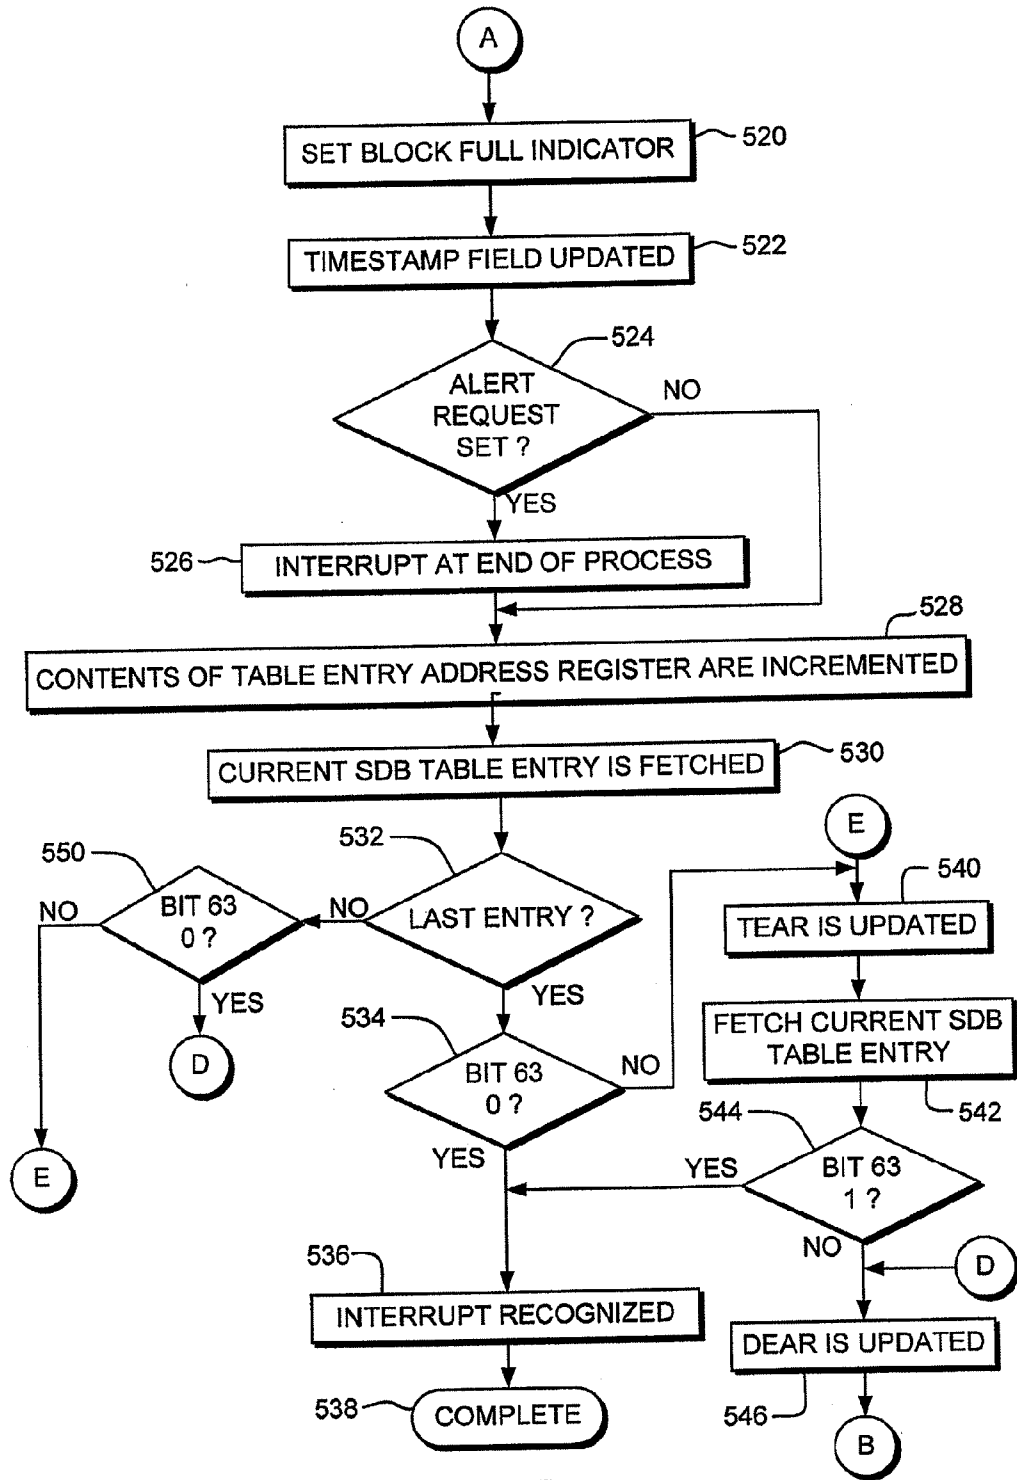 A
SET BLOCK FULL INDICATOR
520
TIMESTAMP FIELD UPDATED
522
524
ALERT
REQUEST
SET ?
NO
YES
526
INTERRUPT AT END OF PROCESS
528
CONTENTS OF TABLE ENTRY ADDRESS REGISTER ARE INCREMENTED
CURRENT SDB TABLE ENTRY IS FETCHED
530
532
LAST ENTRY ?
NO
YES
550
BIT 63
0 ?
NO
YES
D
E
534
BIT 63
0 ?
NO
YES
E
540
TEAR IS UPDATED
FETCH CURRENT SDB
TABLE ENTRY
542
544
BIT 63
1 ?
YES
NO
D
536
INTERRUPT RECOGNIZED
538
COMPLETE
DEAR IS UPDATED
546
B